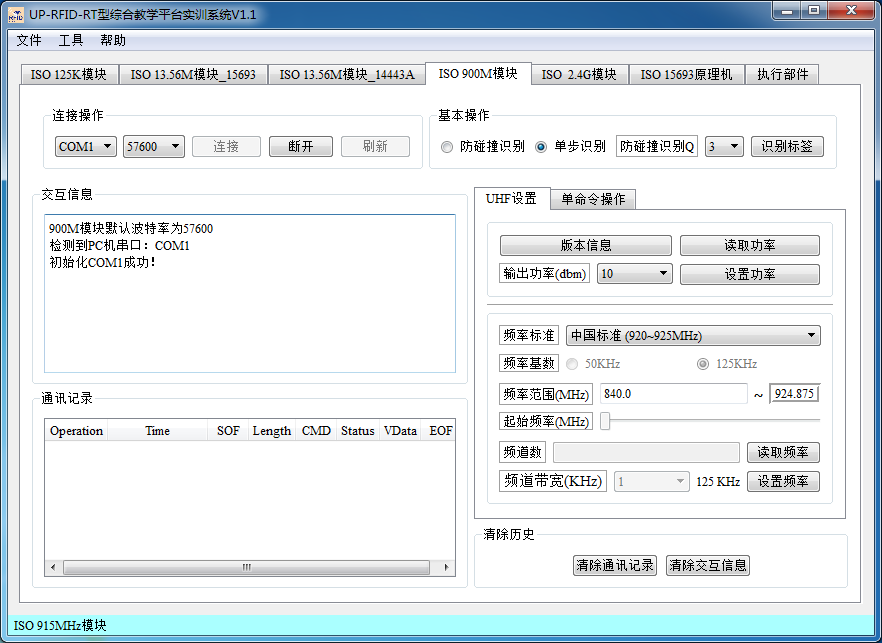 UP-RFID-RT型综合教学平台实训系统V1.1
文件 工具 帮助
ISO 125K模块 ISO 13.56M模块_15693 ISO 13.56M模块_14443A ISO 900M模块 ISO 2.4G模块 ISO 15693原理机 执行部件
连接操作
COM1 57600 连接 断开 刷新
基本操作
防碰撞识别 单步识别 防碰撞识别Q 3 识别标签
交互信息
900M模块默认波特率为57600
检测到PC机串口：COM1
初始化COM1成功！
通讯记录
Operation Time SOF Length CMD Status VData EOF
UHF设置 单命令操作
版本信息 读取功率
输出功率(dbm) 10 设置功率
频率标准 中国标准 (920~925MHz)
频率基数 50KHz 125KHz
频率范围(MHz) 840.0 ~ 924.875
起始频率(MHz)
频道数 读取频率
频道带宽(KHz) 1 125 KHz 设置频率
清除历史
清除通讯记录 清除交互信息
ISO 915MHz模块